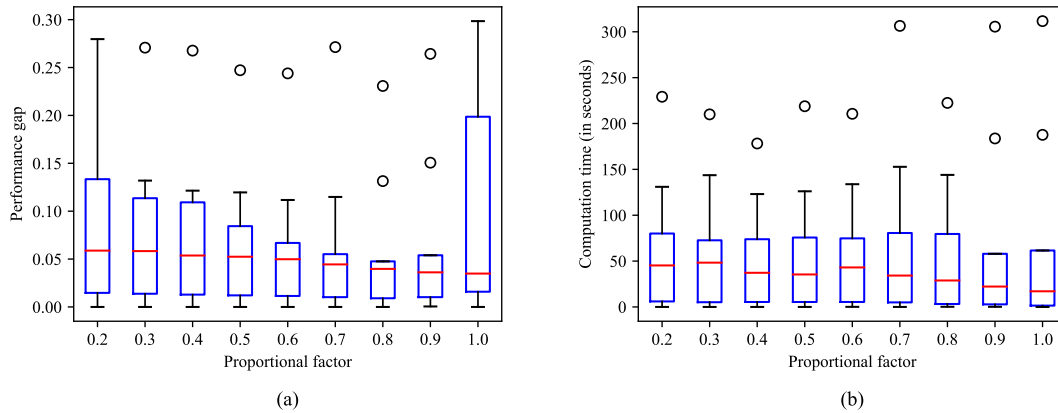 0.30
0.25
0.20
0.15
0.10
0.05
0.00
Performance gap
0.2 0.3 0.4 0.5 0.6 0.7 0.8 0.9 1.0
Proportional factor
(a)
300
250
200
150
100
50
0
Computation time (in seconds)
0.2 0.3 0.4 0.5 0.6 0.7 0.8 0.9 1.0
Proportional factor
(b)